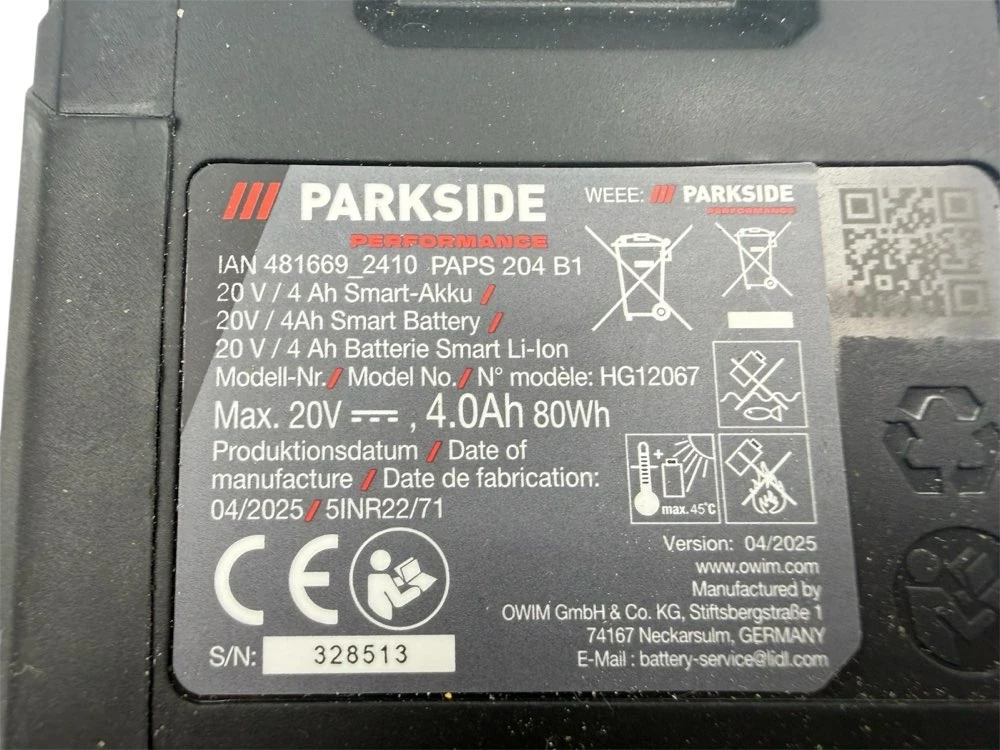 PARKSIDE
PERFORMANCE
WEEE: PARKSIDE
PERFORMANCE
IAN 481669_2410 PAPS 204 B1
20 V / 4 Ah Smart-Akku /
20V / 4Ah Smart Battery /
20 V / 4 Ah Batterie Smart Li-Ion
Modell-Nr. / Model No. / N° modèle: HG12067
Max. 20V ⎓ , 4.0Ah 80Wh
Produktionsdatum / Date of
manufacture / Date de fabrication:
04/2025 / 5INR22/71
+
max. 45°C
CE
S/N: 328513
Version: 04/2025
www.owim.com
Manufactured by
OWIM GmbH & Co. KG, Stiftsbergstraße 1
74167 Neckarsulm, GERMANY
E-Mail : battery-service@lidl.com